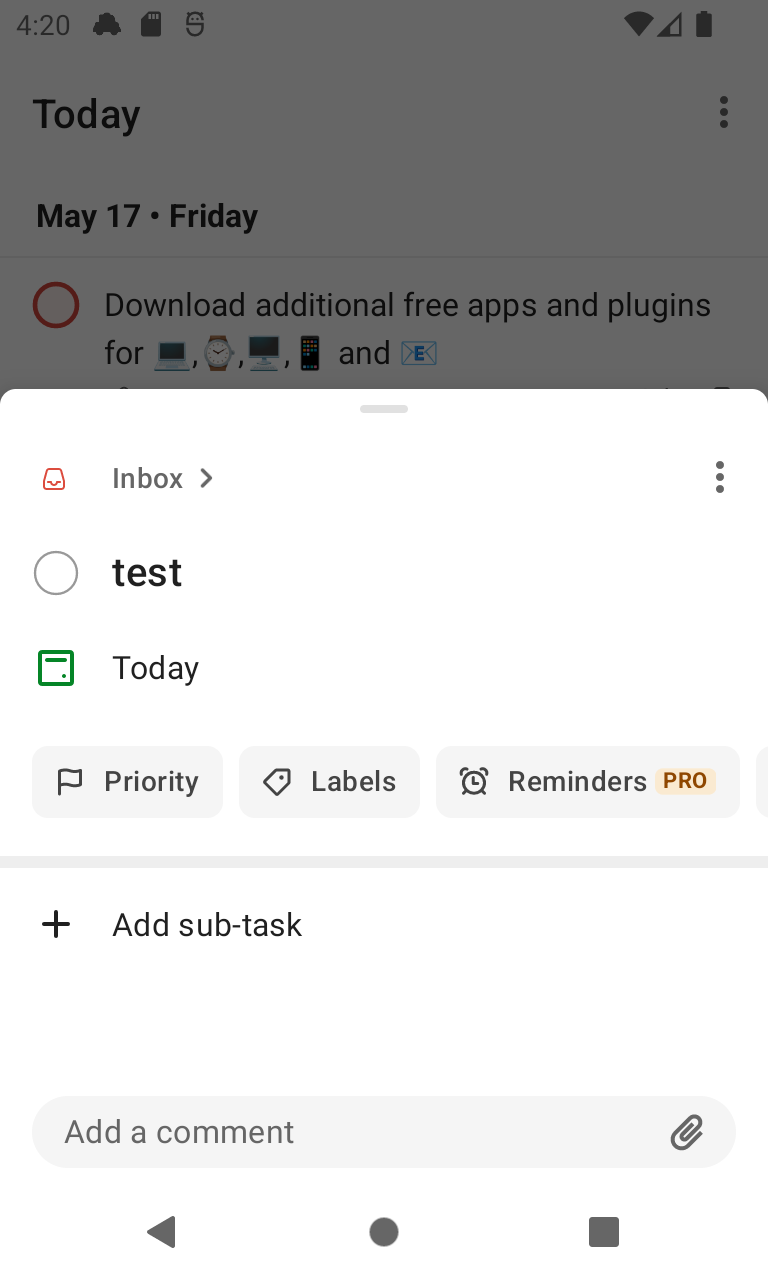 4:20
Today
May 17 • Friday
Download additional free apps and plugins
for 💻,⌚,🖥️,📱 and 📧
Inbox
test
Today
Priority
Labels
Reminders PRO
Add sub-task
Add a comment